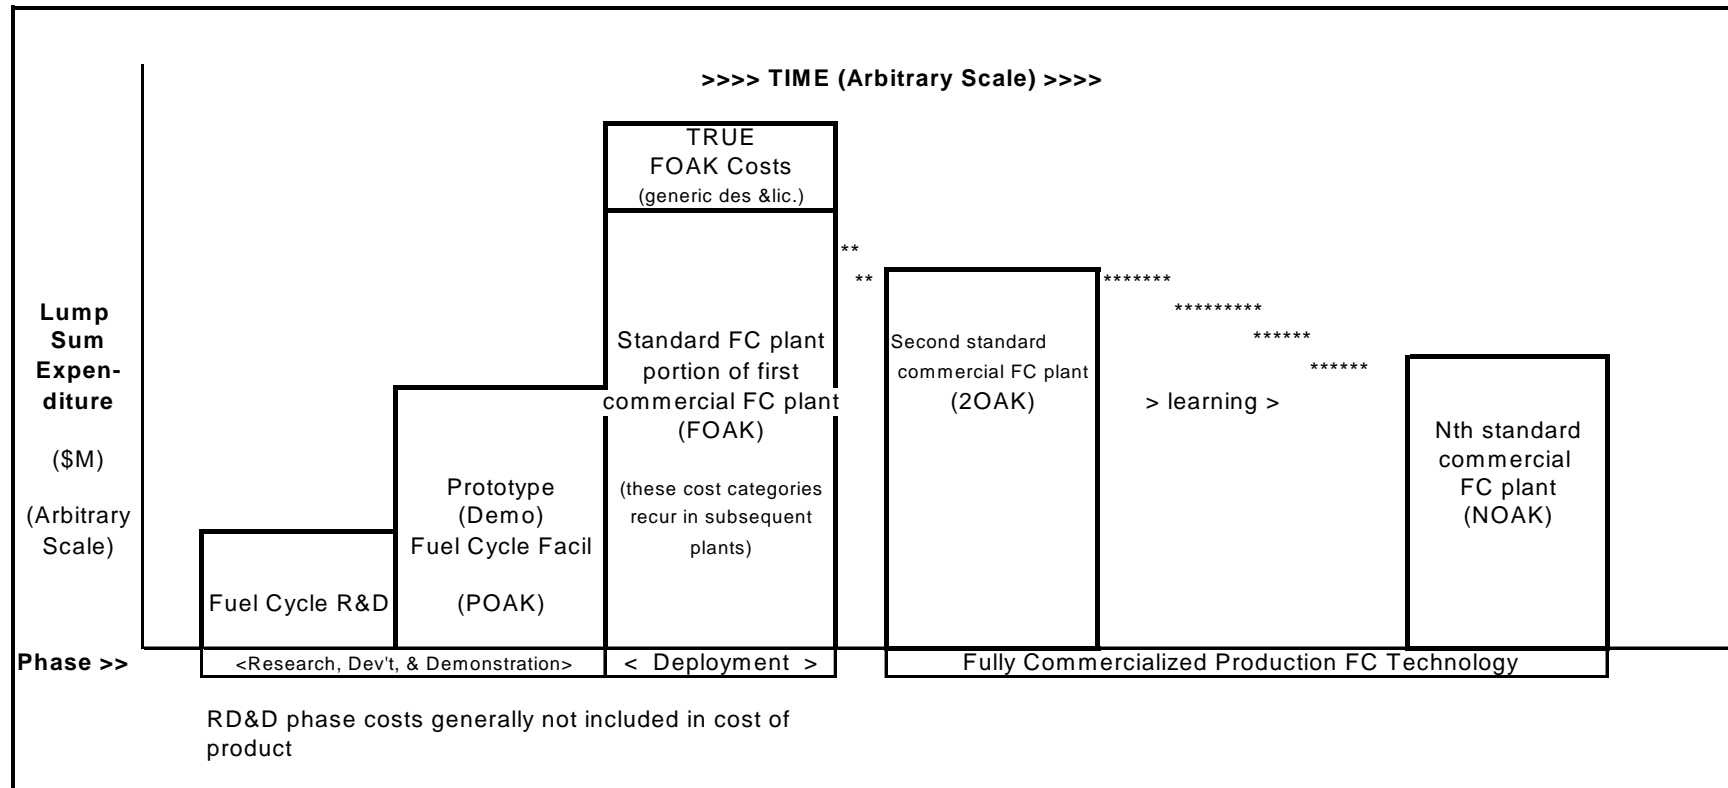 >>>> TIME (Arbitrary Scale) >>>>
Lump
Sum
Expen-
diture
($M)
(Arbitrary
Scale)
Fuel Cycle R&D
Prototype
(Demo)
Fuel Cycle Facil
(POAK)
TRUE
FOAK Costs
(generic des &lic.)
Standard FC plant
portion of first
commercial FC plant
(FOAK)
(these cost categories
recur in subsequent
plants)
**
**
Second standard
commercial FC plant
(2OAK)
*******
*********
******
******
> learning >
Nth standard
commercial
FC plant
(NOAK)
Phase >>
<Research, Dev't, & Demonstration>
< Deployment >
Fully Commercialized Production FC Technology
RD&D phase costs generally not included in cost of
product